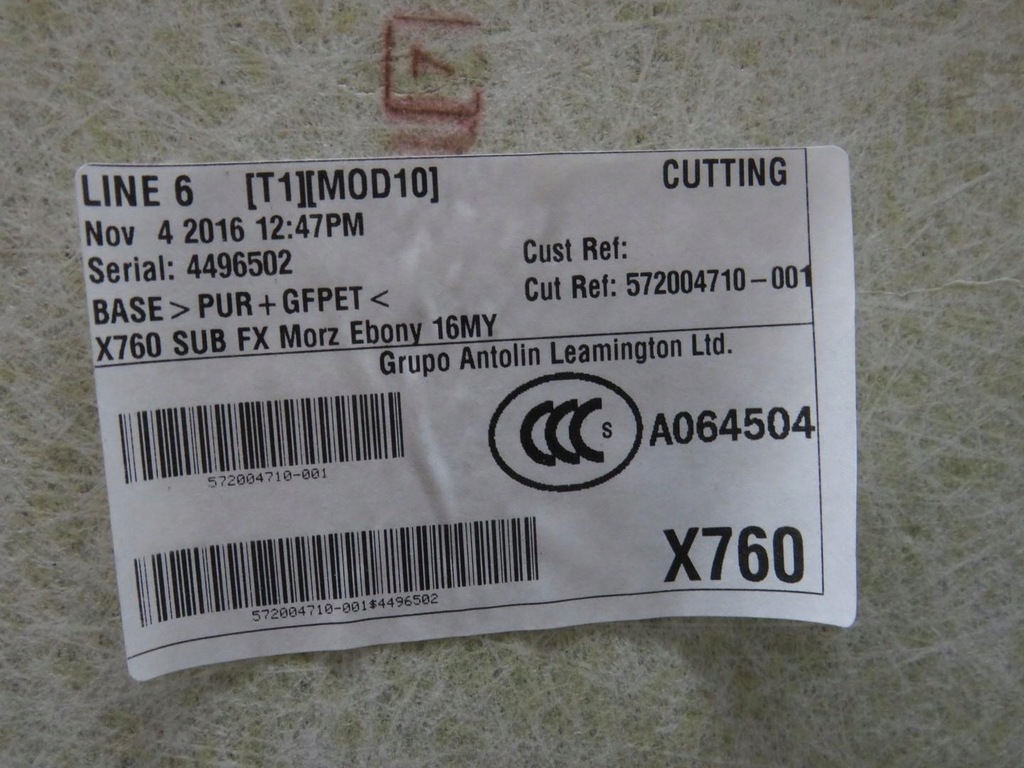 LINE 6 [T1][MOD10] CUTTING
Nov 4 2016 12:47PM
Serial: 4496502
Cust Ref:
BASE > PUR + GFPET <
Cut Ref: 572004710-001
X760 SUB FX Morz Ebony 16MY
Grupo Antolin Leamington Ltd.
CCC S A064504
572004710-001
X760
572004710-001$4496502